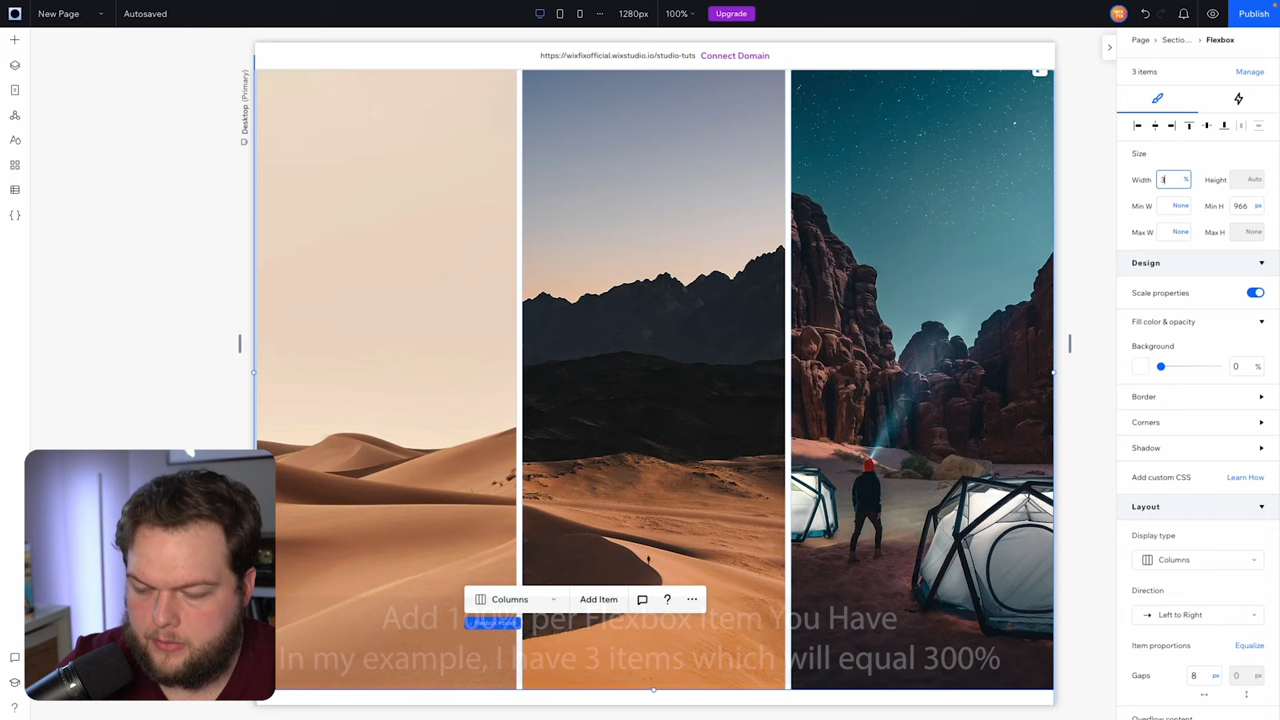 New Page
Autosaved
1280px
100%
Upgrade
Publish
https://wixfixofficial.wixstudio.io/studio-tuts
Connect Domain
Desktop (Primary)
Page > Sectio... > Flexbox
3 items
Manage
Size
Width
3
%
Height
Auto
Min W
None
Min H
966
px
Max W
None
Max H
None
Design
Scale properties
Fill color & opacity
Background
0
%
Border
Corners
Shadow
Add custom CSS
Learn How
Layout
Display type
Columns
Direction
Left to Right
Item proportions
Equalize
Gaps
8
px
0
px
Overflow content
Columns
Add Item
?
Add 100% per Flexbox Item You Have
In my example, I have 3 items which will equal 300%